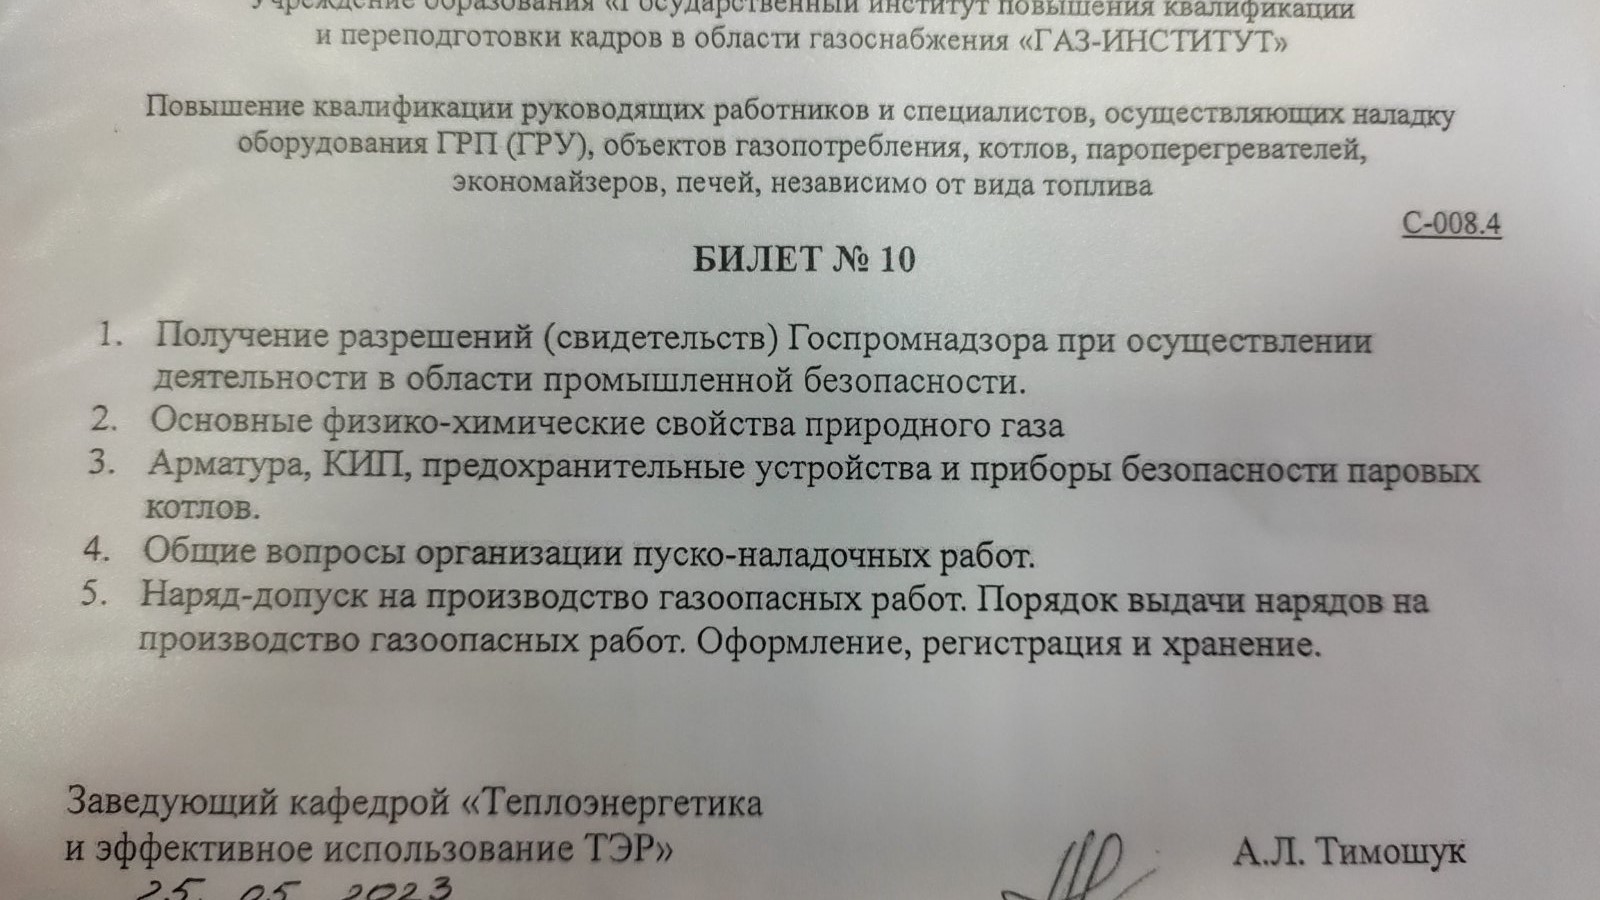 Учреждение образования «Государственный институт повышения квалификации
и переподготовки кадров в области газоснабжения «ГАЗ-ИНСТИТУТ»
Повышение квалификации руководящих работников и специалистов, осуществляющих наладку
оборудования ГРП (ГРУ), объектов газопотребления, котлов, пароперегревателей,
экономайзеров, печей, независимо от вида топлива
С-008.4
БИЛЕТ № 10
1. Получение разрешений (свидетельств) Госпромнадзора при осуществлении
деятельности в области промышленной безопасности.
2. Основные физико-химические свойства природного газа
3. Арматура, КИП, предохранительные устройства и приборы безопасности паровых
котлов.
4. Общие вопросы организации пуско-наладочных работ.
5. Наряд-допуск на производство газоопасных работ. Порядок выдачи нарядов на
производство газоопасных работ. Оформление, регистрация и хранение.
Заведующий кафедрой «Теплоэнергетика
и эффективное использование ТЭР»
А.Л. Тимошук
25. 05 2023